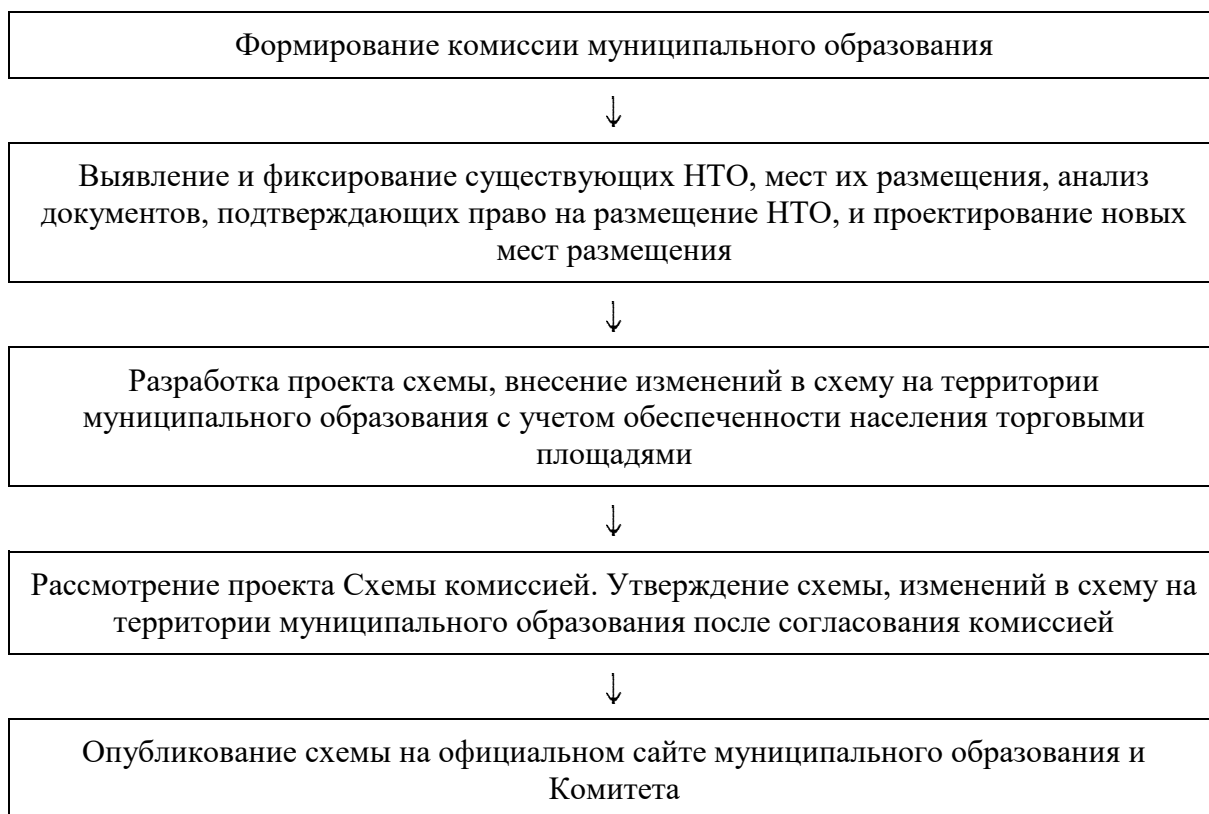 Формирование комиссии муниципального образования
↓
Выявление и фиксирование существующих НТО, мест их размещения, анализ
документов, подтверждающих право на размещение НТО, и проектирование новых
мест размещения
↓
Разработка проекта схемы, внесение изменений в схему на территории
муниципального образования с учетом обеспеченности населения торговыми
площадями
↓
Рассмотрение проекта Схемы комиссией. Утверждение схемы, изменений в схему на
территории муниципального образования после согласования комиссией
↓
Опубликование схемы на официальном сайте муниципального образования и
Комитета